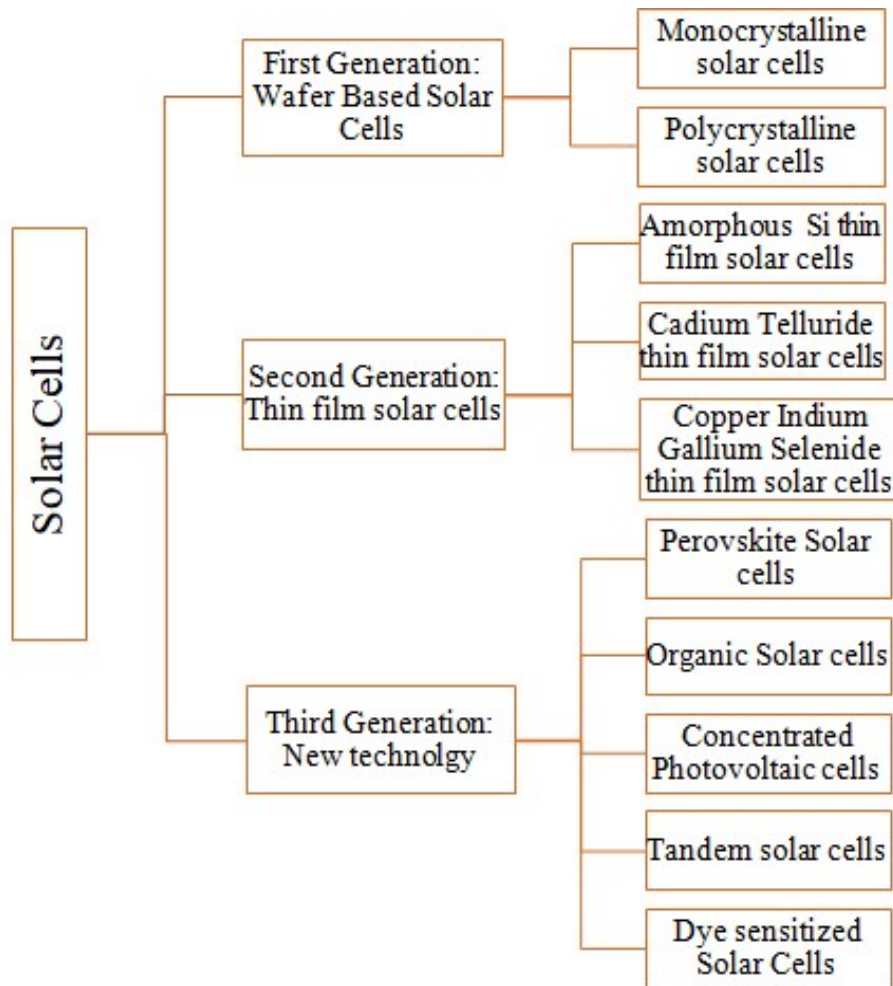 Solar Cells
First Generation:
Wafer Based Solar
Cells
Monocrystalline
solar cells
Polycrystalline
solar cells
Second Generation:
Thin film solar cells
Amorphous Si thin
film solar cells
Cadium Telluride
thin film solar cells
Copper Indium
Gallium Selenide
thin film solar cells
Third Generation:
New technolgy
Perovskite Solar
cells
Organic Solar cells
Concentrated
Photovoltaic cells
Tandem solar cells
Dye sensitized
Solar Cells